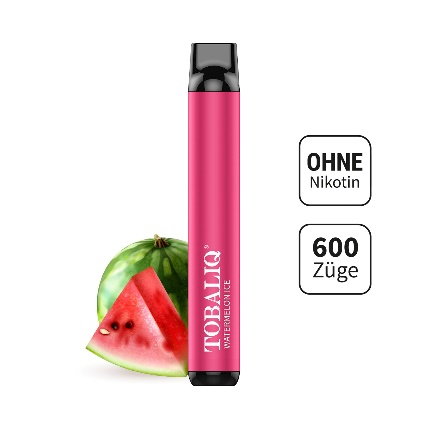 TOBALIQ®
WATERMELON ICE
OHNE
Nikotin
600
Züge